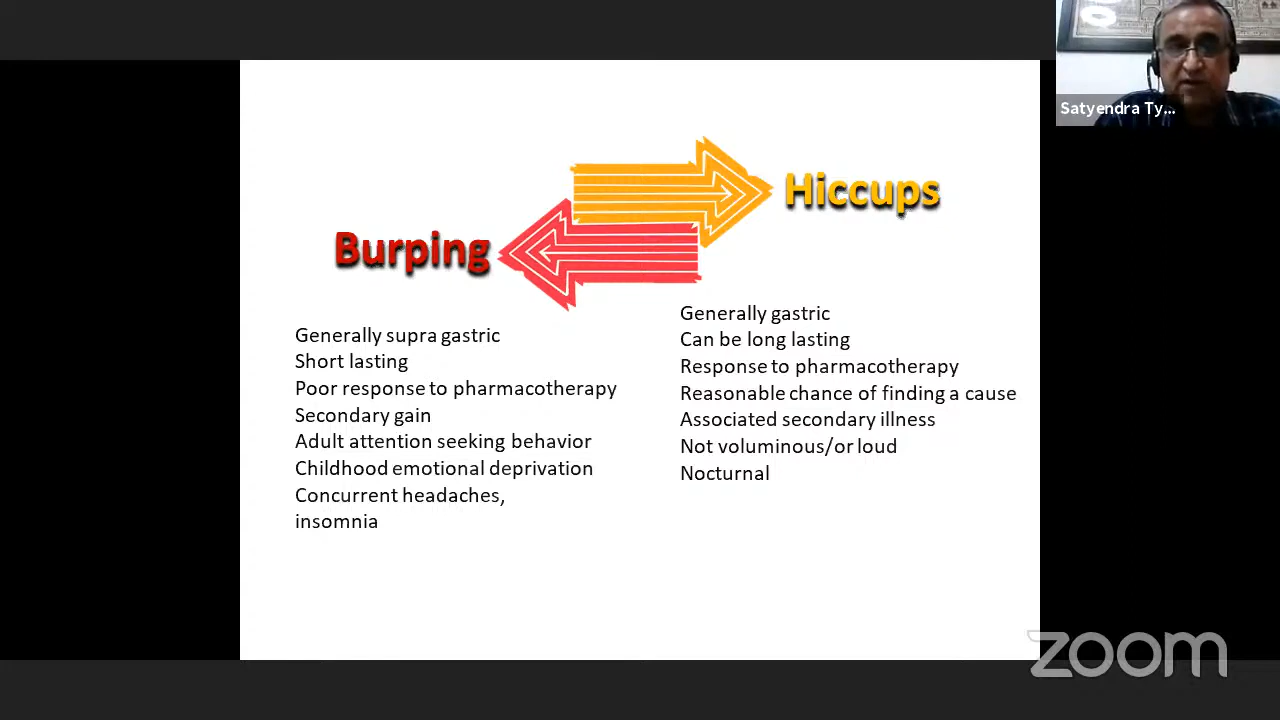 Satyendra Ty...
Hiccups
Burping
Generally supra gastric
Short lasting
Poor response to pharmacotherapy
Secondary gain
Adult attention seeking behavior
Childhood emotional deprivation
Concurrent headaches,
insomnia
Generally gastric
Can be long lasting
Response to pharmacotherapy
Reasonable chance of finding a cause
Associated secondary illness
Not voluminous/or loud
Nocturnal
zoom